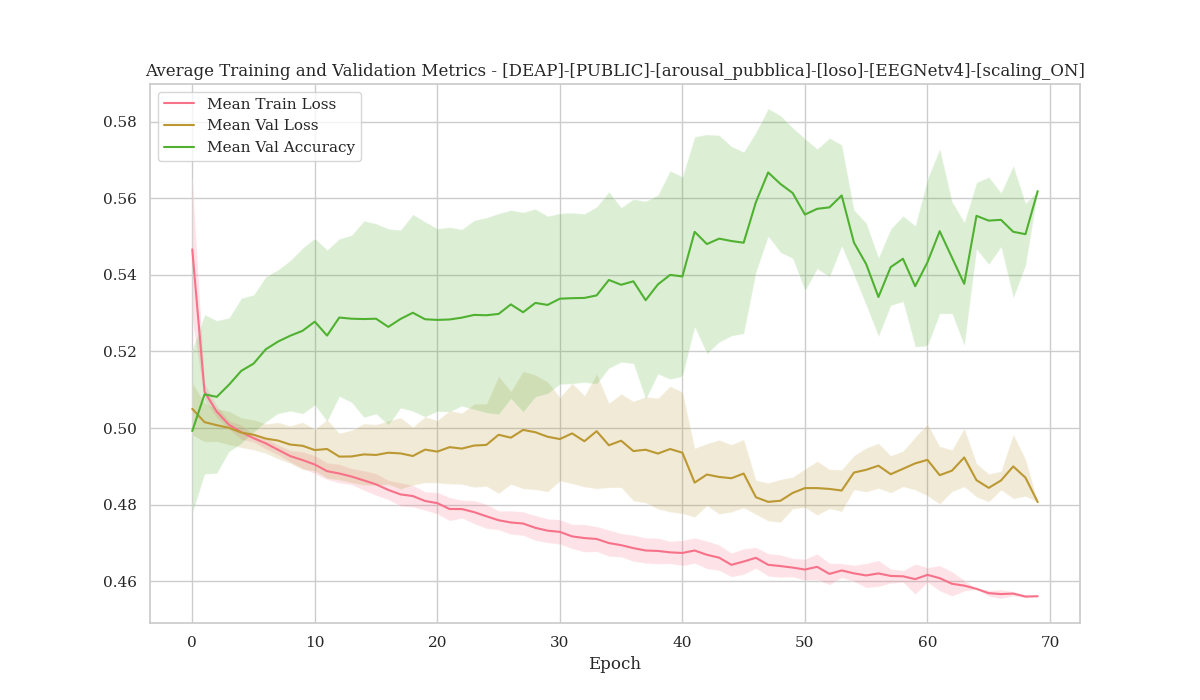 Average Training and Validation Metrics - [DEAP]-[PUBLIC]-[arousal_pubblica]-[loso]-[EEGNetv4]-[scaling_ON]
Mean Train Loss
Mean Val Loss
Mean Val Accuracy
0.58
0.56
0.54
0.52
0.50
0.48
0.46
0 10 20 30 40 50 60 70
Epoch